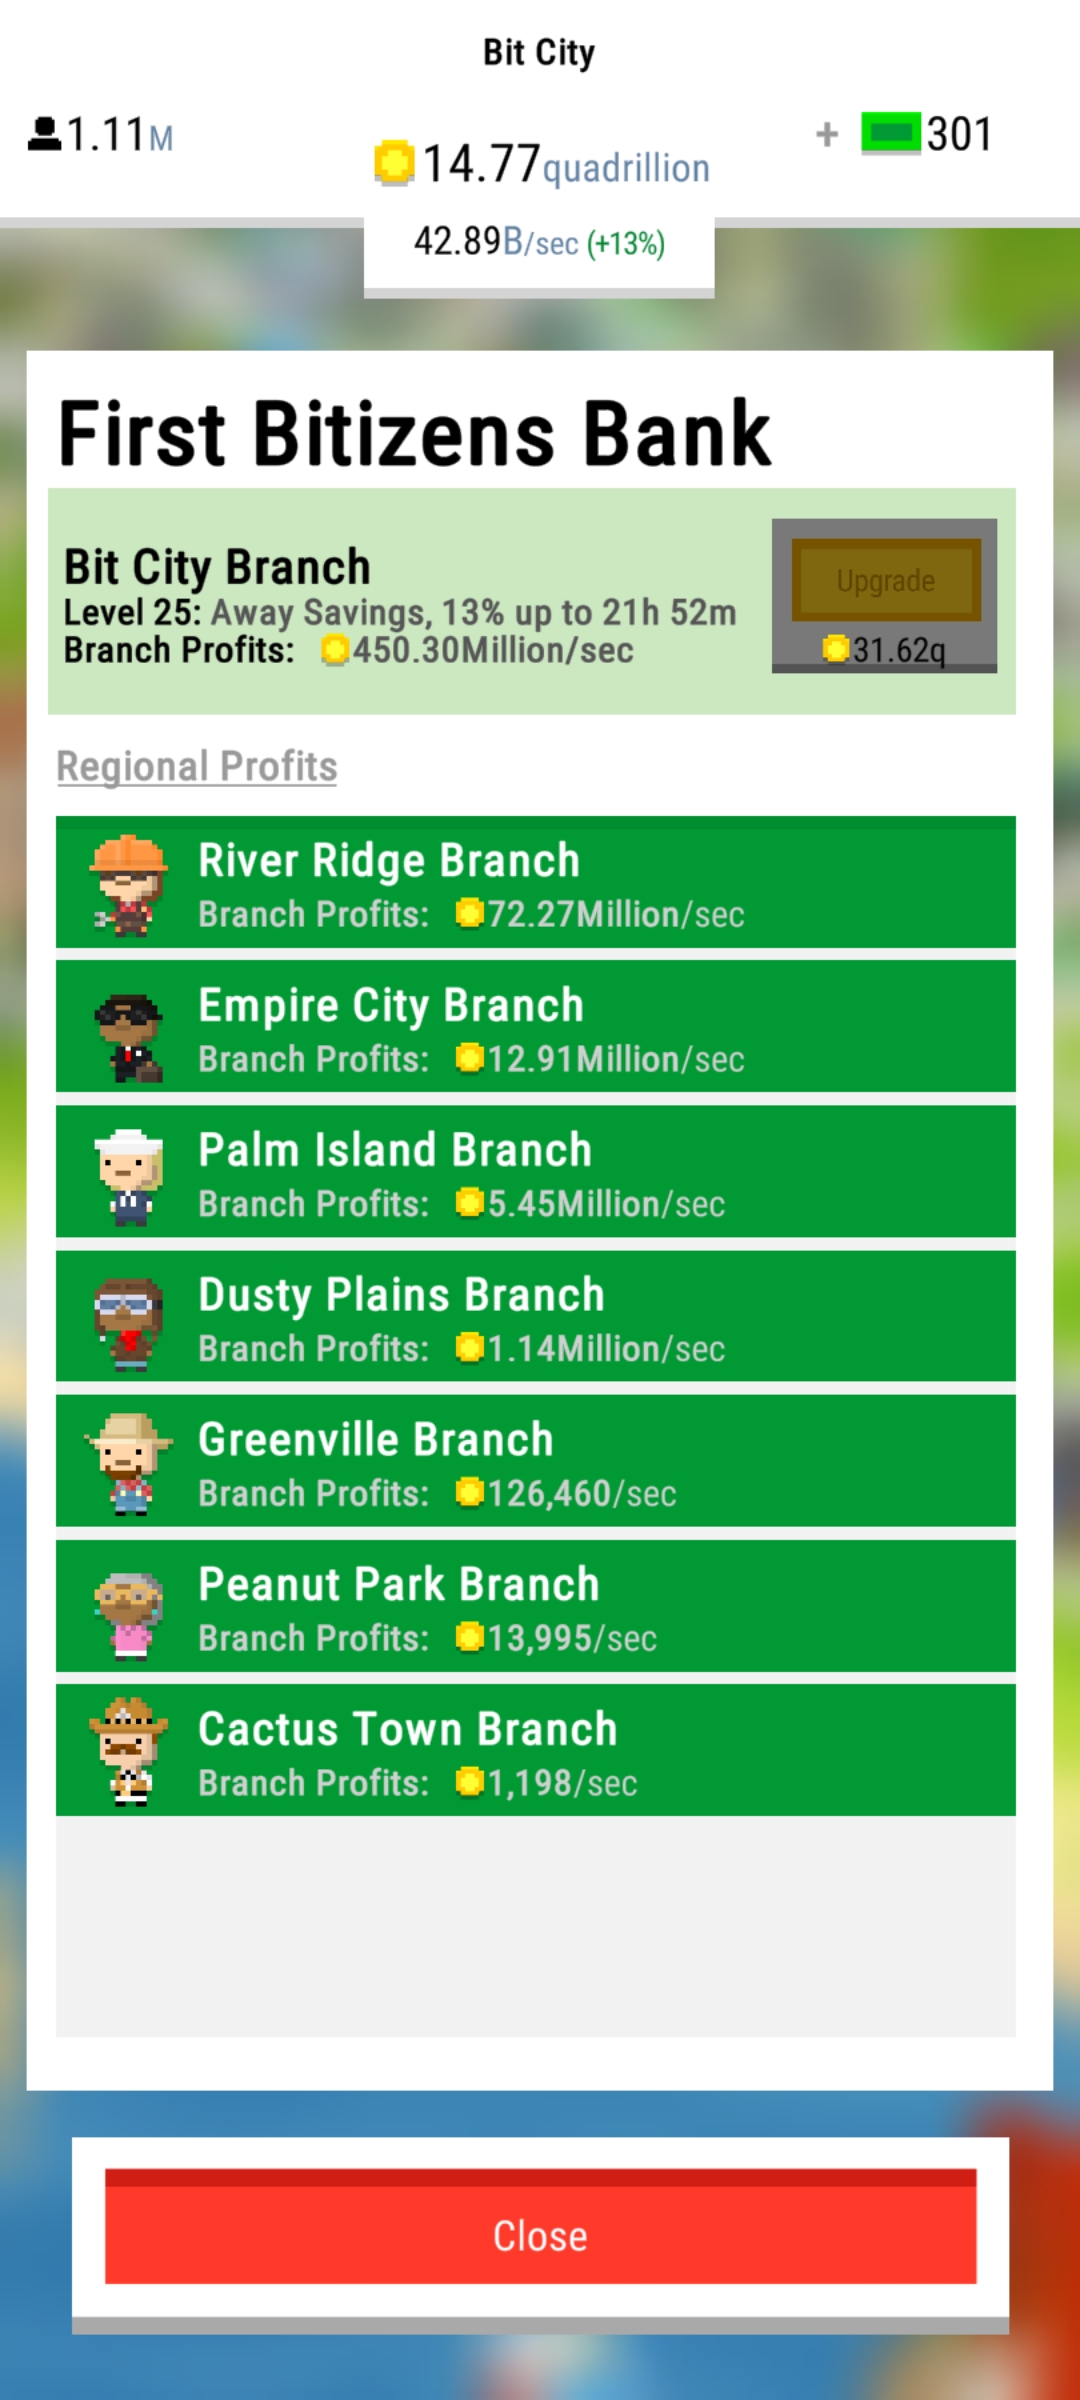 Bit City
1.11M
14.77quadrillion
+ 301
42.89B/sec (+13%)
First Bitizens Bank
Bit City Branch
Level 25: Away Savings, 13% up to 21h 52m
Branch Profits: 450.30Million/sec
Upgrade
31.62q
Regional Profits
River Ridge Branch
Branch Profits: 72.27Million/sec
Empire City Branch
Branch Profits: 12.91Million/sec
Palm Island Branch
Branch Profits: 5.45Million/sec
Dusty Plains Branch
Branch Profits: 1.14Million/sec
Greenville Branch
Branch Profits: 126,460/sec
Peanut Park Branch
Branch Profits: 13,995/sec
Cactus Town Branch
Branch Profits: 1,198/sec
Close